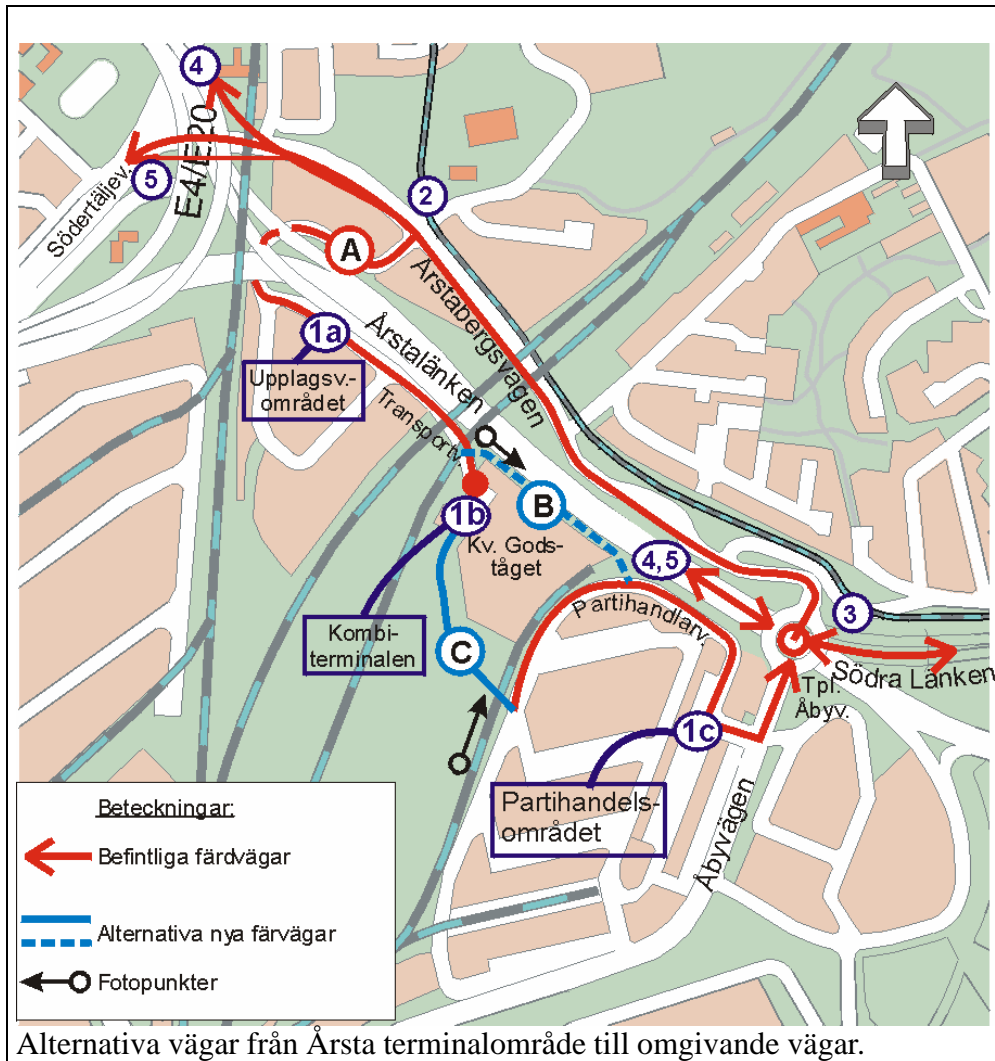 4
E4/E20
5
Södertäljev.
2
A
Årstabergsvägen
1a
Årstalänken
Upplagsv.-
området
Transportv.
B
1b
Kv. Gods-
tåget
4,5
Partihandlarv.
3
Kombi-
terminalen
C
Södra Länken
Tpl.
Åbyv.
1c
Partihandels-
området
Åbyvägen
Beteckningar:
Befintliga färdvägar
Alternativa nya färvägar
Fotopunkter
Alternativa vägar från Årsta terminalområde till omgivande vägar.